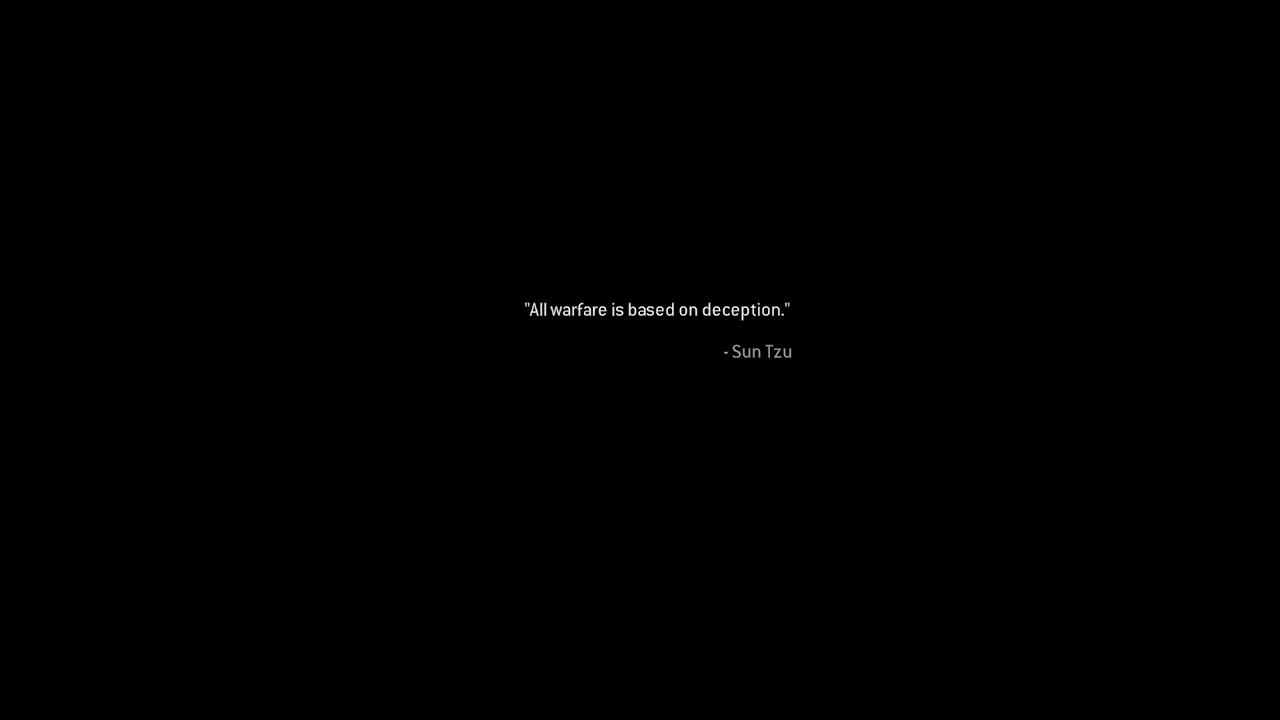 "All warfare is based on deception."
- Sun Tzu